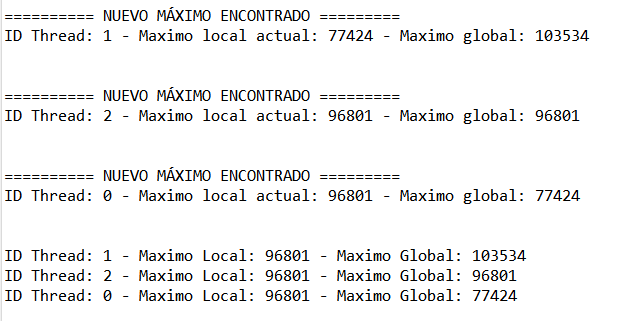 ========== NUEVO MÁXIMO ENCONTRADO =========
ID Thread: 1 - Maximo local actual: 77424 - Maximo global: 103534
========== NUEVO MÁXIMO ENCONTRADO =========
ID Thread: 2 - Maximo local actual: 96801 - Maximo global: 96801
========== NUEVO MÁXIMO ENCONTRADO =========
ID Thread: 0 - Maximo local actual: 96801 - Maximo global: 77424
ID Thread: 1 - Maximo Local: 96801 - Maximo Global: 103534
ID Thread: 2 - Maximo Local: 96801 - Maximo Global: 96801
ID Thread: 0 - Maximo Local: 96801 - Maximo Global: 77424